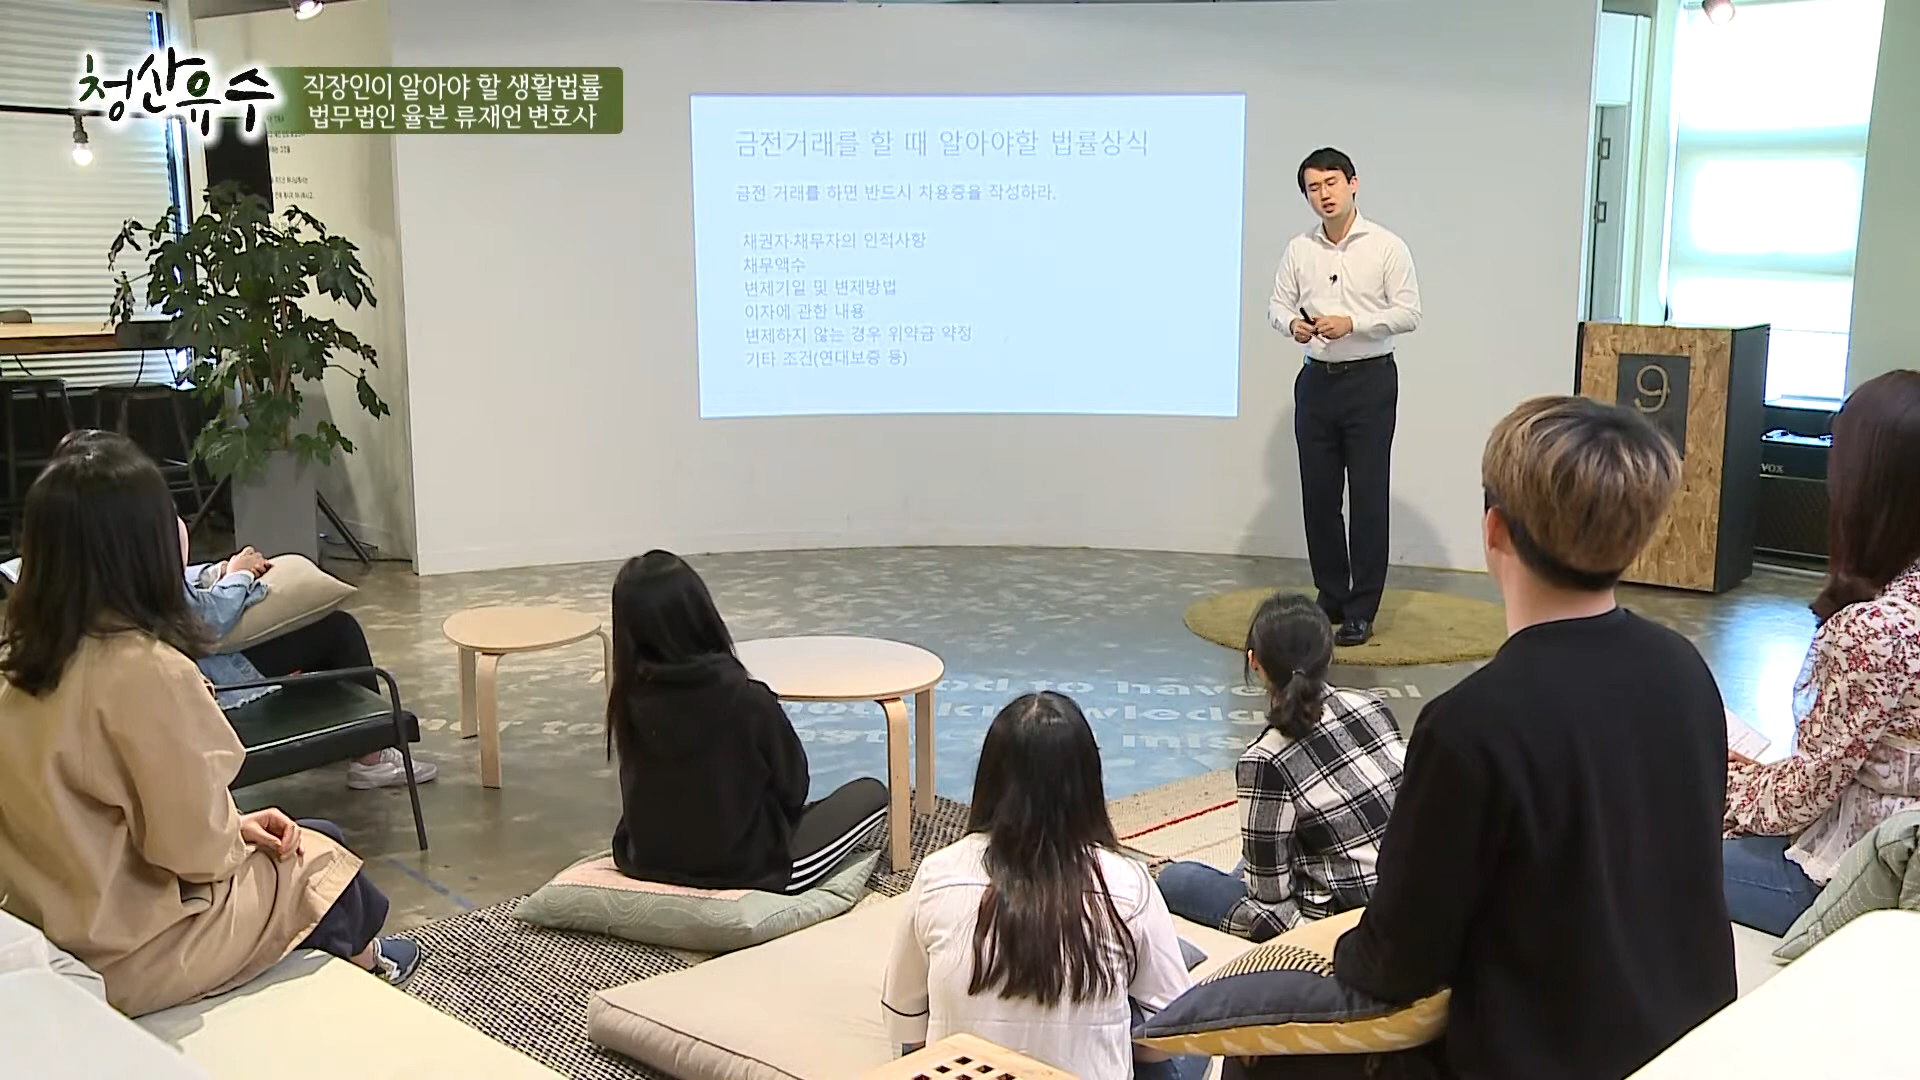 청산유수
직장인이 알아야 할 생활법률
법무법인 율본 류재언 변호사
금전거래를 할 때 알아야할 법률상식
금전 거래를 하면 반드시 차용증을 작성하라.
채권자·채무자의 인적사항
채무액수
변제기일 및 변제방법
이자에 관한 내용
변제하지 않는 경우 위약금 약정
기타 조건(연대보증 등)
9
VOX
to have